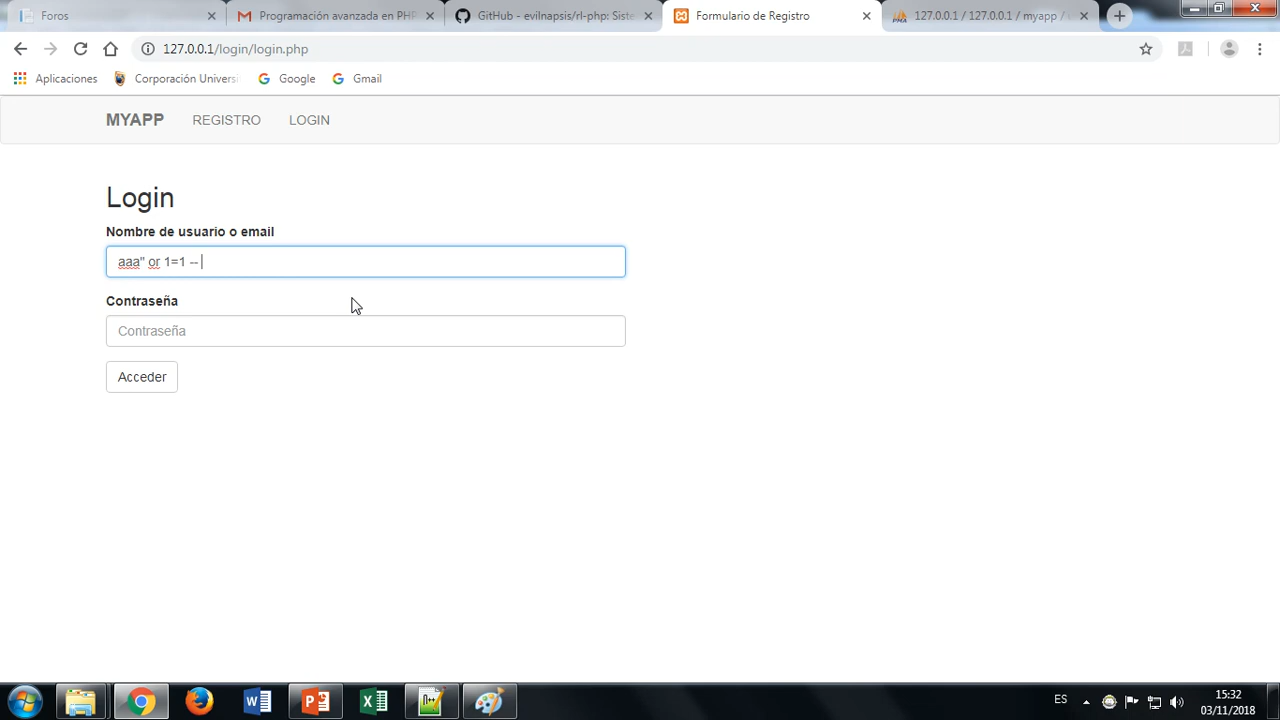 Foros
Programación avanzada en PHP
GitHub - evilnapsis/rl-php: Siste
Formulario de Registro
127.0.0.1 / 127.0.0.1 / myapp /
127.0.0.1/login/login.php
Aplicaciones
Corporación Univers
Google
Gmail
MYAPP
REGISTRO
LOGIN
Login
Nombre de usuario o email
aaa" or 1=1 --
Contraseña
Contraseña
Acceder
ES
15:32
03/11/2018